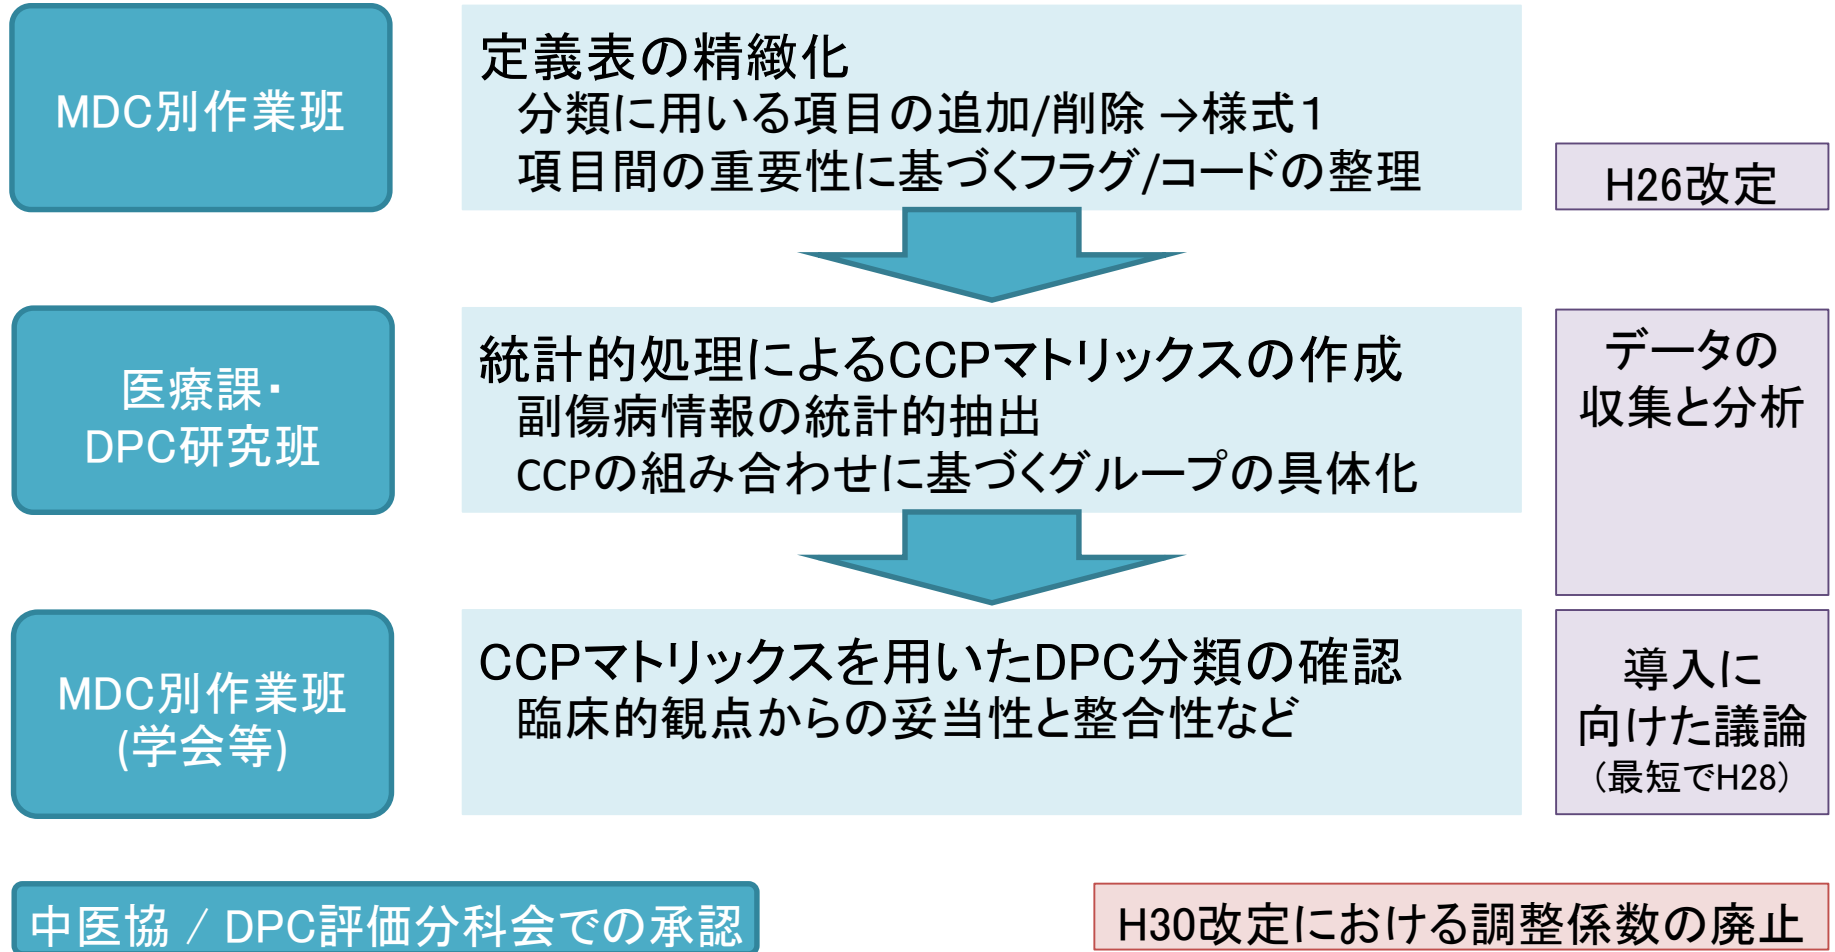 MDC別作業班
定義表の精緻化
分類に用いる項目の追加/削除 →様式１
項目間の重要性に基づくフラグ/コードの整理
H26改定
医療課・
DPC研究班
統計的処理によるCCPマトリックスの作成
副傷病情報の統計的抽出
CCPの組み合わせに基づくグループの具体化
データの
収集と分析
MDC別作業班
(学会等)
CCPマトリックスを用いたDPC分類の確認
臨床的観点からの妥当性と整合性など
導入に
向けた議論
（最短でH28）
中医協 / DPC評価分科会での承認
H30改定における調整係数の廃止